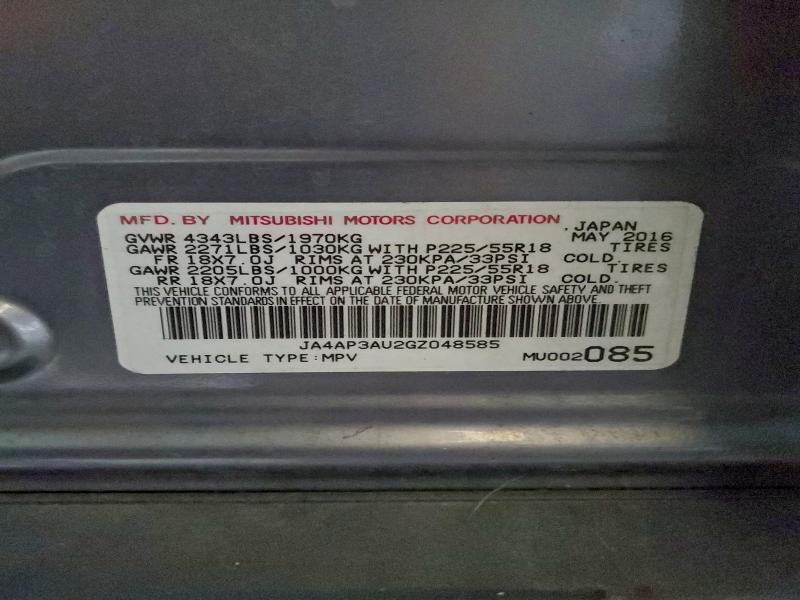 MFD. BY MITSUBISHI MOTORS CORPORATION
, JAPAN
GVWR 4343LBS/1970KG MAY 2016
GAWR 2271LBS/1030KG WITH P225/55R18 TIRES
FR 18X7.0J RIMS AT 230KPA/33PSI COLD.
GAWR 2205LBS/1000KG WITH P225/55R18 TIRES
RR 18X7.0J RIMS AT 230KPA/33PSI COLD.
THIS VEHICLE CONFORMS TO ALL APPLICABLE FEDERAL MOTOR VEHICLE SAFETY AND THEFT
PREVENTION STANDARDS IN EFFECT ON THE DATE OF MANUFACTURE SHOWN ABOVE.
JA4AP3AU2GZ048585
VEHICLE TYPE:MPV MU002085